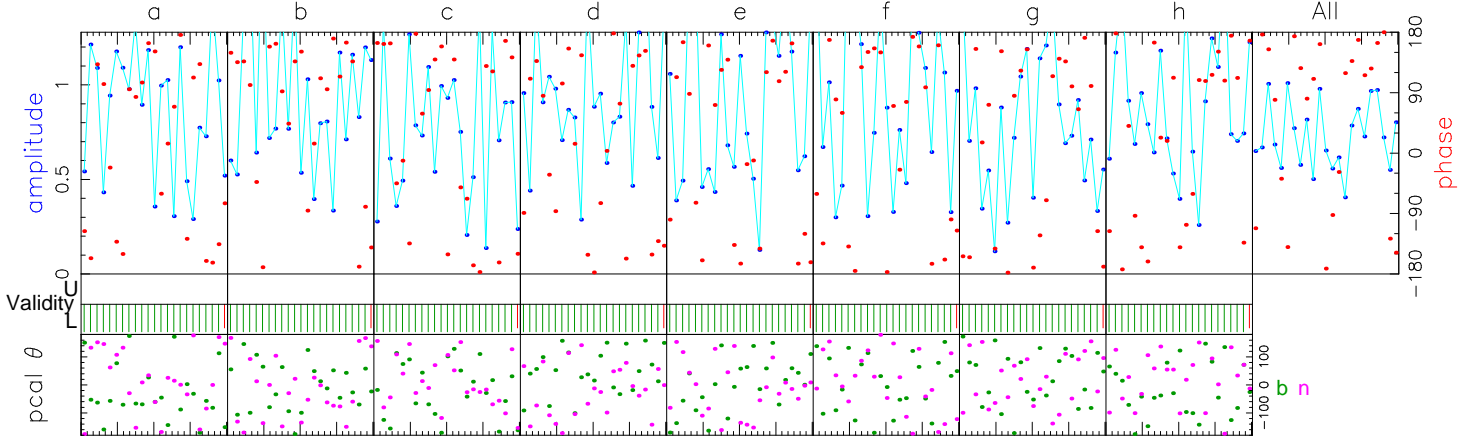 a b c d e f g h All
amplitude
1
0.5
0
180
90
0
−90
−180
phase
Validity
U
L
pcal θ
100
0
−100
b n